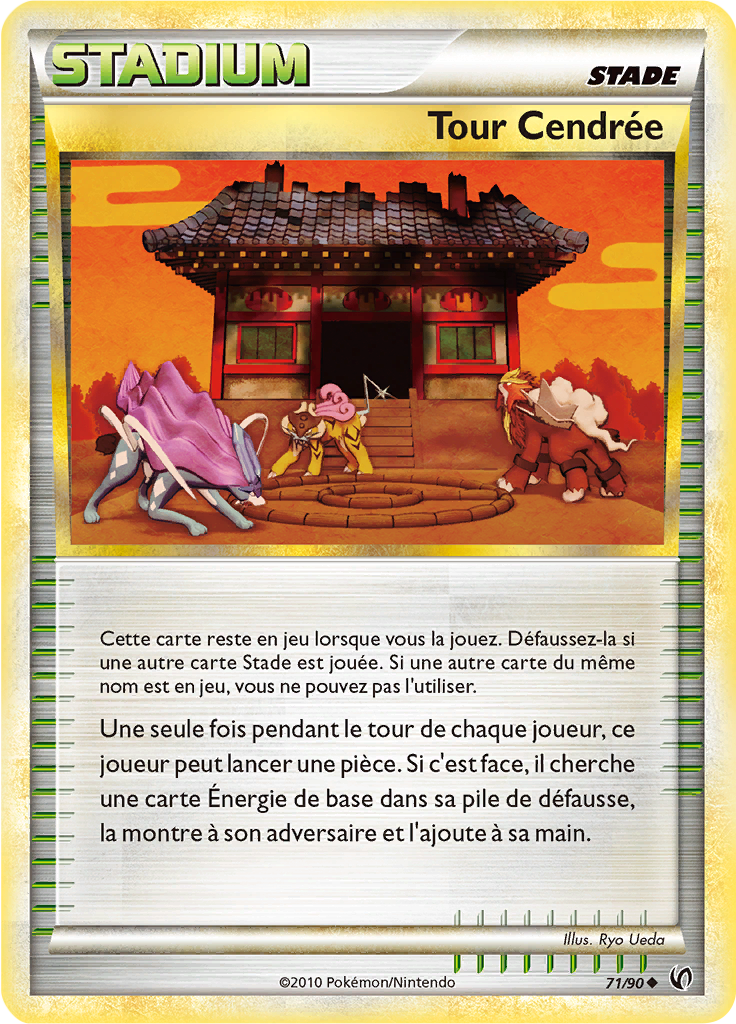 STADIUM
STADE
Tour Cendrée
Cette carte reste en jeu lorsque vous la jouez. Défaussez-la si
une autre carte Stade est jouée. Si une autre carte du même
nom est en jeu, vous ne pouvez pas l'utiliser.
Une seule fois pendant le tour de chaque joueur, ce
joueur peut lancer une pièce. Si c'est face, il cherche
une carte Énergie de base dans sa pile de défausse,
la montre à son adversaire et l'ajoute à sa main.
Illus. Ryo Ueda
©2010 Pokémon/Nintendo
71/90